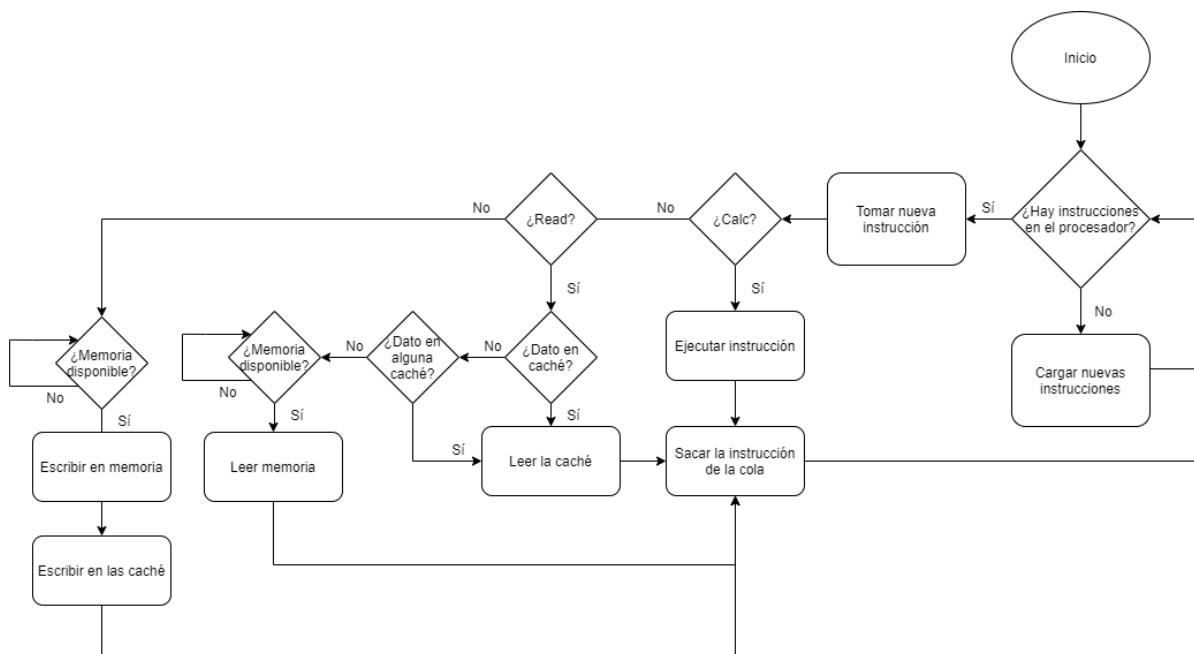 Inicio
¿Hay instrucciones
en el procesador?
Sí
No
Tomar nueva
instrucción
Cargar nuevas
instrucciones
¿Calc?
No
Sí
¿Read?
No
Sí
Ejecutar instrucción
¿Dato en
caché?
No
Sí
¿Dato en
alguna
caché?
No
Sí
¿Memoria
disponible?
No
Sí
¿Memoria
disponible?
No
Sí
Escribir en memoria
Leer memoria
Leer la caché
Sacar la instrucción
de la cola
Escribir en las caché